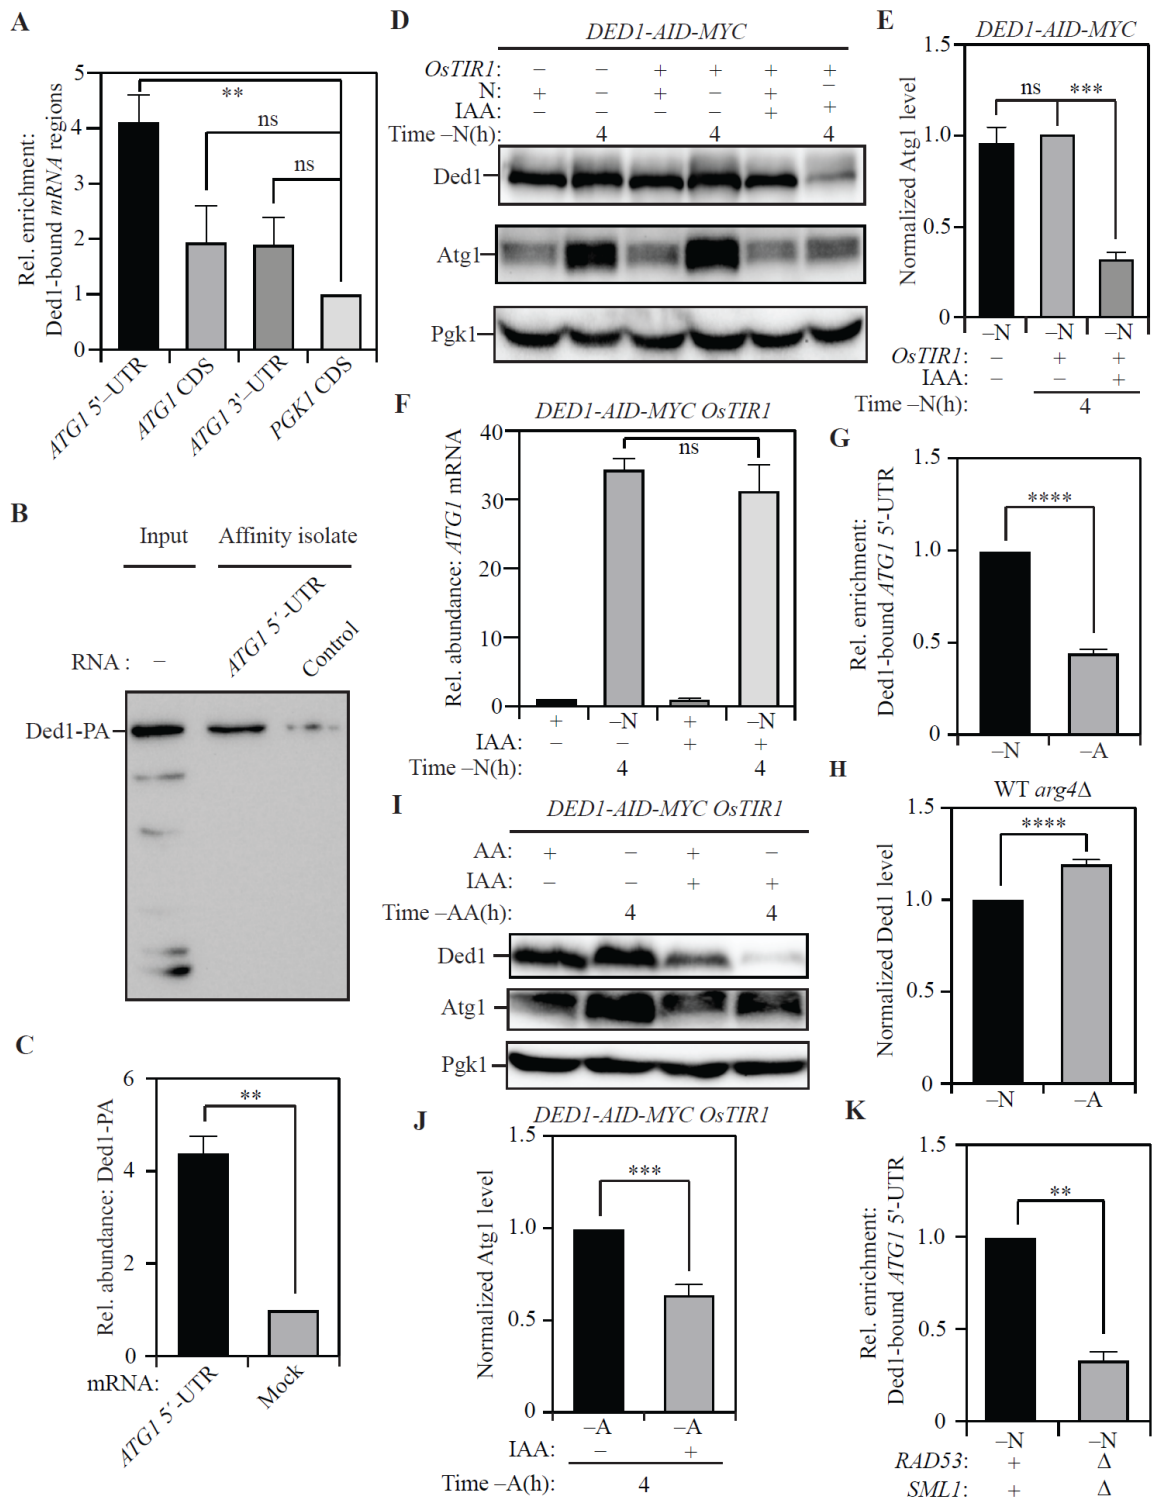 A
Rel. enrichment:
Ded1-bound mRNA regions
5
4
3
2
1
0
**
ns
ns
ATG1 5'–UTR
ATG1 CDS
ATG1 3'–UTR
PGK1 CDS
B
Input Affinity isolate
RNA : – ATG1 5´-UTR Control
Ded1-PA
C
Rel. abundance: Ded1-PA
6
4
2
0
**
mRNA: ATG1 5´-UTR Mock
D
DED1-AID-MYC
OsTIR1: – – + + + +
N: + – + – + –
IAA: – – – – + +
Time –N(h): 4 4 4
Ded1
Atg1
Pgk1
E
DED1-AID-MYC
Normalized Atg1 level
1.5
1.0
0.5
0
ns ***
–N –N –N
OsTIR1: – + +
IAA: – – +
Time –N(h): 4
F
DED1-AID-MYC OsTIR1
Rel. abundance: ATG1 mRNA
40
30
20
10
0
ns
+ –N + –N
IAA: – – + +
Time –N(h): 4 4
G
Rel. enrichment:
Ded1-bound ATG1 5'-UTR
1.5
1.0
0.5
0
****
–N –A
H
WT arg4Δ
Normalized Ded1 level
1.5
1.0
0.5
0
****
–N –A
I
DED1-AID-MYC OsTIR1
AA: + – + –
IAA: – – + +
Time –AA(h): 4 4
Ded1
Atg1
Pgk1
J
DED1-AID-MYC OsTIR1
Normalized Atg1 level
1.5
1.0
0.5
0
***
–A –A
IAA: – +
Time –A(h): 4
K
Rel. enrichment:
Ded1-bound ATG1 5'-UTR
1.5
1.0
0.5
0
**
–N –N
RAD53: + Δ
SML1: + Δ